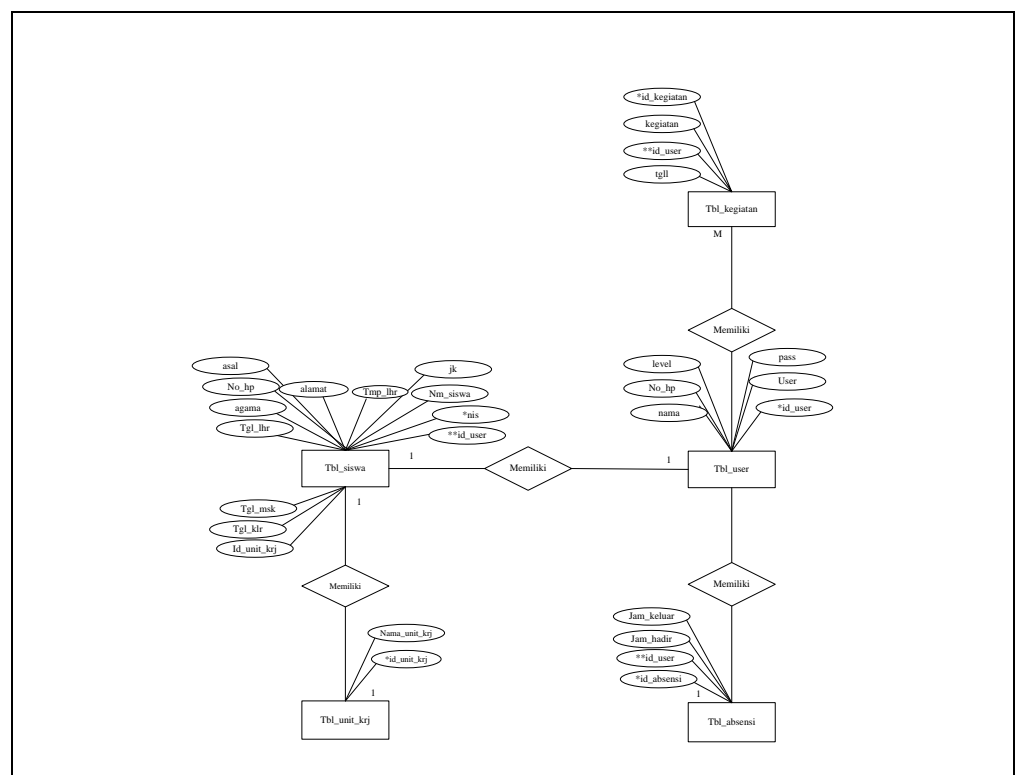 *id_kegiatan
kegiatan
**id_user
tgll
Tbl_kegiatan
M
Memiliki
asal
No_hp
agama
Tgl_lhr
alamat
Tmp_lhr
jk
Nm_siswa
*nis
**id_user
level
No_hp
nama
pass
User
*id_user
Tbl_siswa
1
Memiliki
1
Tbl_user
1
Tgl_msk
Tgl_klr
Id_unit_krj
Memiliki
Memiliki
Nama_unit_krj
*id_unit_krj
1
Tbl_unit_krj
Jam_keluar
Jam_hadir
**id_user
*id_absensi
1
Tbl_absensi